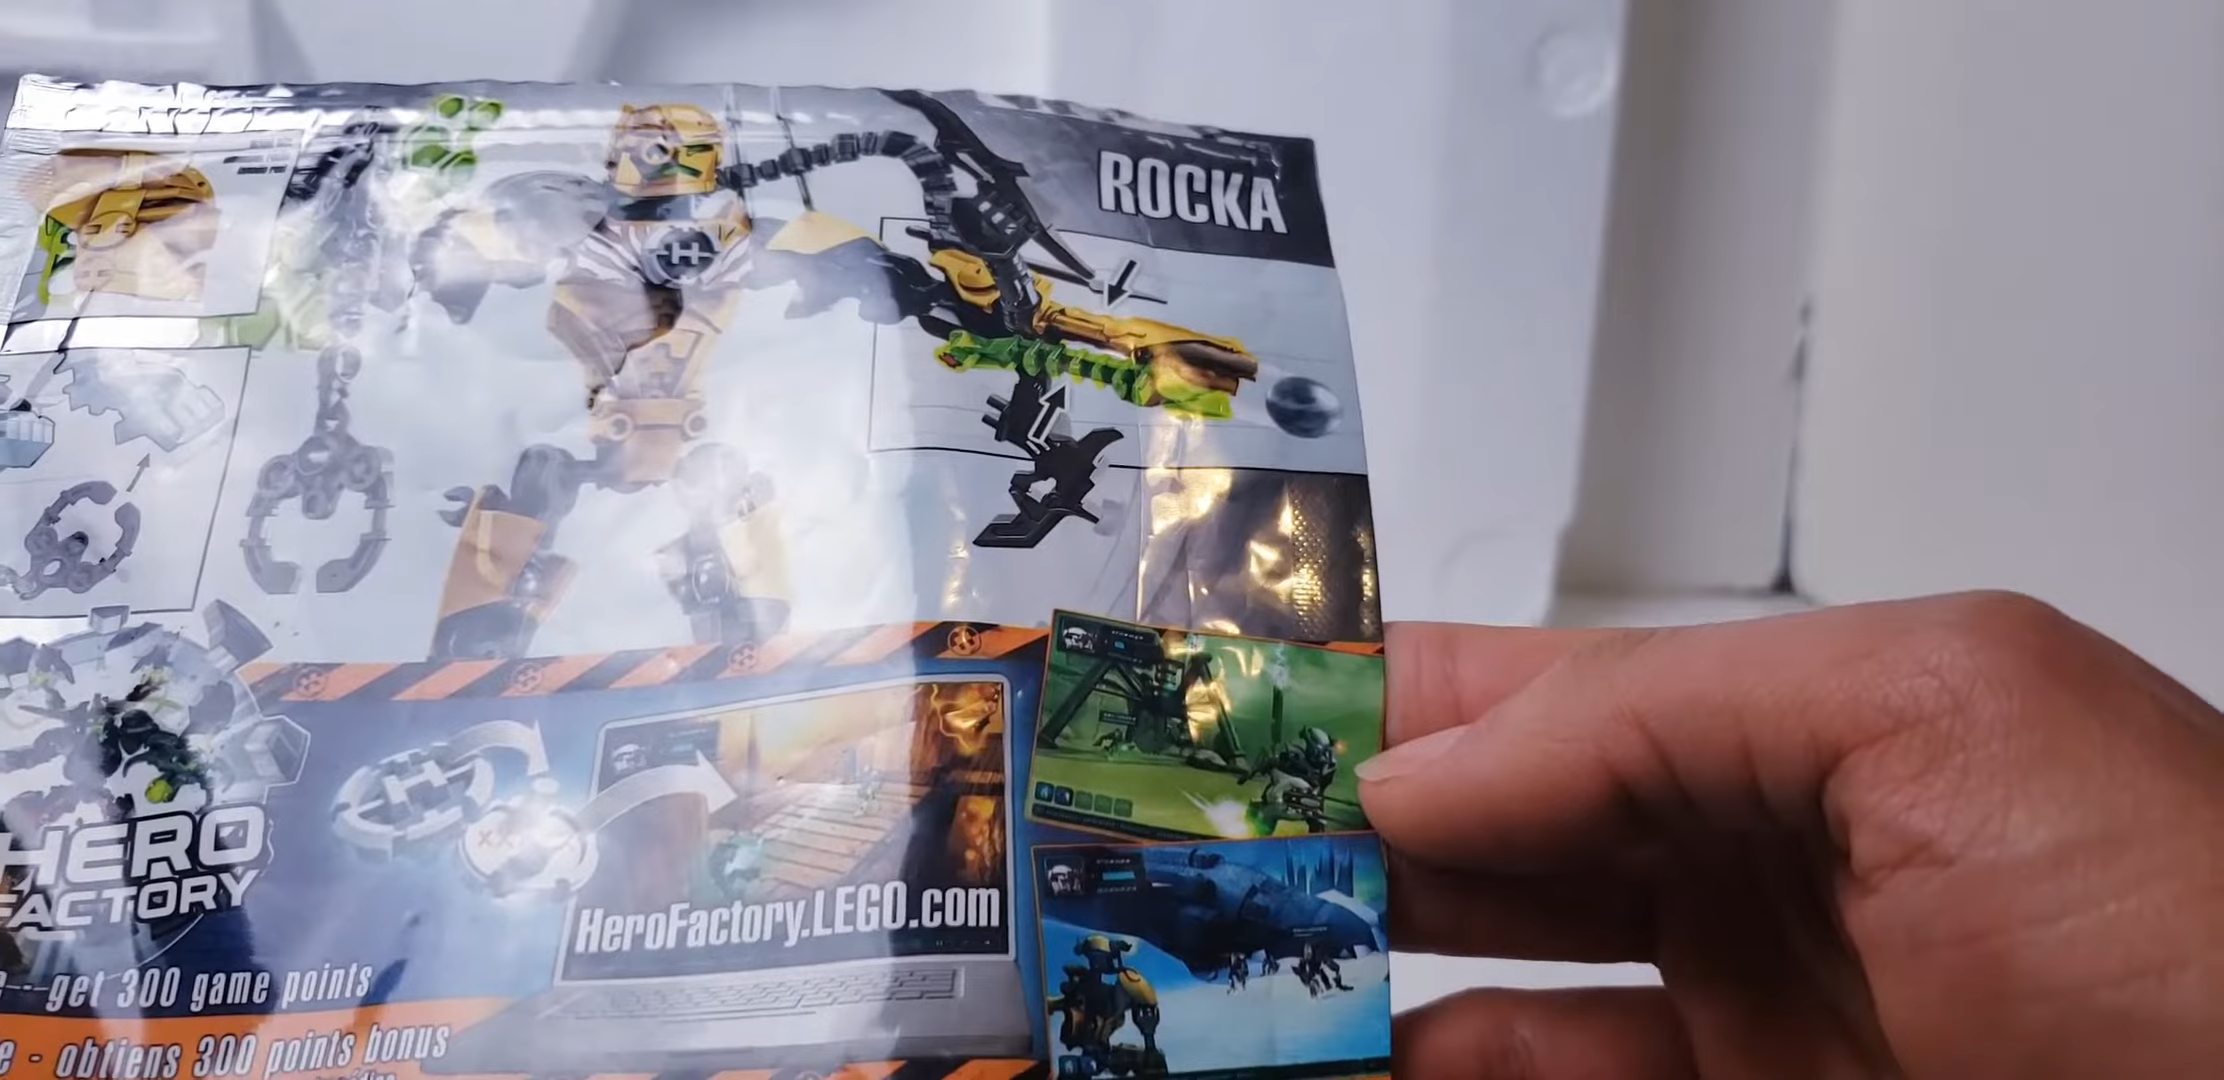 ROCKA
H
HERO
FACTORY
HeroFactory.LEGO.com
e - get 300 game points
e - obtiens 300 points bonus